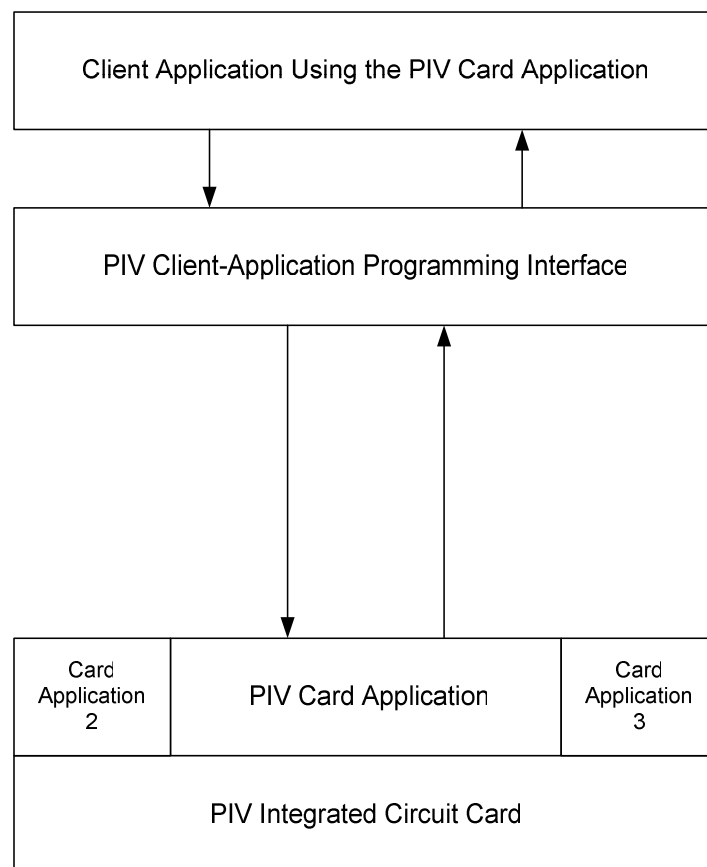 Client Application Using the PIV Card Application
PIV Client-Application Programming Interface
Card
Application
2
PIV Card Application
Card
Application
3
PIV Integrated Circuit Card